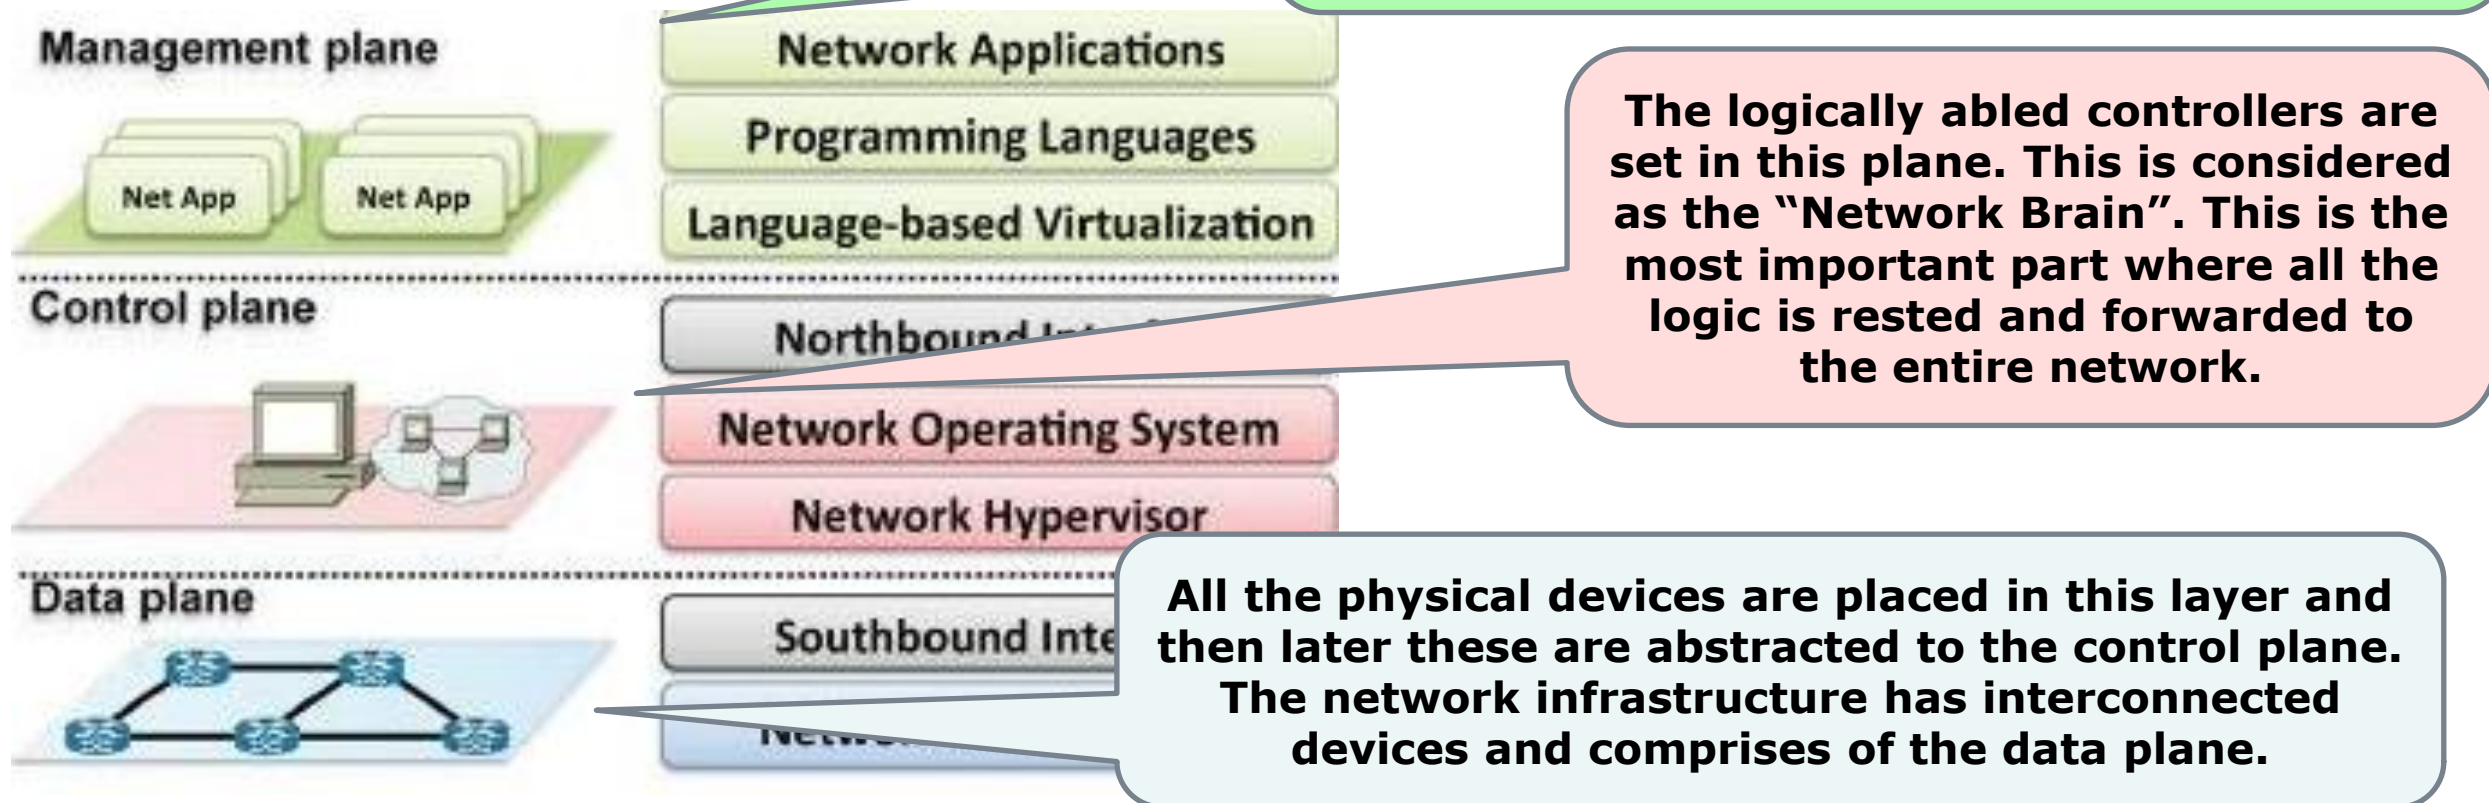 Management plane
Net App
Net App
Network Applications
Programming Languages
Language-based Virtualization
Control plane
Northbound
Network Operating System
Network Hypervisor
Data plane
Southbound
The logically abled controllers are
set in this plane. This is considered
as the “Network Brain”. This is the
most important part where all the
logic is rested and forwarded to
the entire network.
All the physical devices are placed in this layer and
then later these are abstracted to the control plane.
The network infrastructure has interconnected
devices and comprises of the data plane.